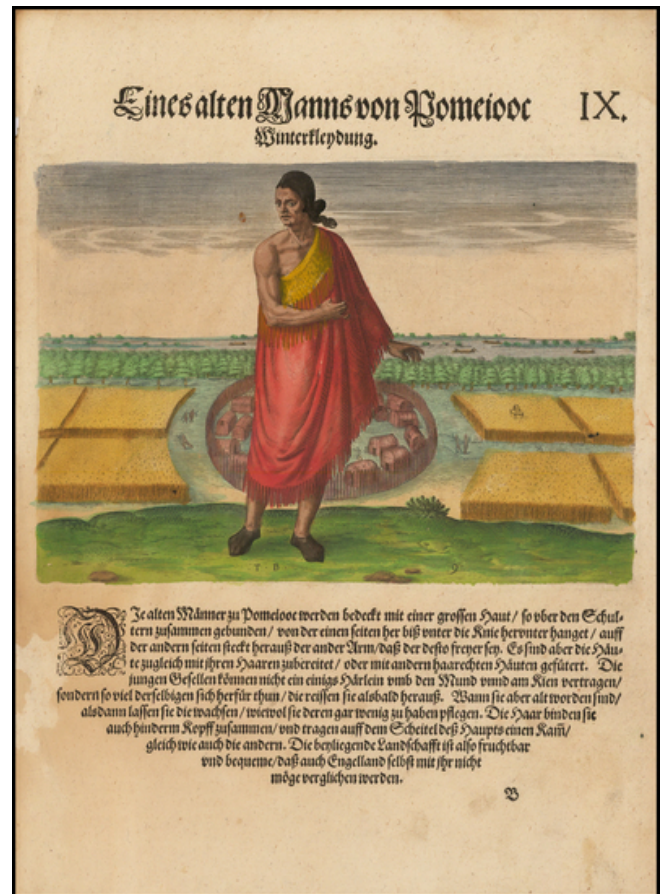 Eines alten Manns von Pomeiooc IX.
Winterkleydung.
T B 9
DJe alten Männer zu Pomeiooc werden bedeckt mit einer grossen Haut / so vber den Schul-
tern zusammen gebunden / von der einen seiten her biß vnter die Knie herunter hanget / auff
der andern seiten steckt herauß der ander Arm / daß der desto freyer sey. Es sind aber die Häu-
te zugleich mit jhren Haaren zubereitet / oder mit andern haarechten Häuten gefütert. Die
jungen Gesellen können nicht ein einigs Härlein vmb den Mund vnnd am Kien vertragen /
sondern so viel derselbigen sich herfür thun / die reissen sie alsbald herauß. Wann sie aber alt worden sind /
alsdann lassen sie die wachsen / wiewol sie deren gar wenig zu haben pflegen. Die Haar binden sie
auch hinderm Kopff zusammen / vnd tragen auff dem Scheitel deß Haupts einen Kam̃ /
gleich wie auch die andern. Die beyliegende Landschafft ist also fruchtbar
vnd bequeme / daß auch Engelland selbst mit jhr nicht
möge verglichen werden.
B